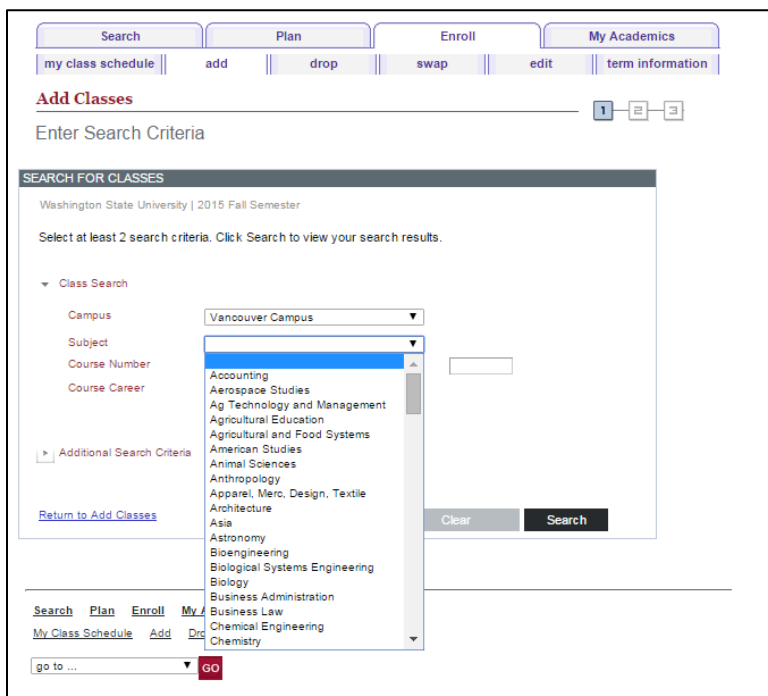 Search Plan Enroll My Academics
my class schedule || add || drop || swap || edit || term information
Add Classes
1 2 3
Enter Search Criteria
SEARCH FOR CLASSES
Washington State University | 2015 Fall Semester
Select at least 2 search criteria. Click Search to view your search results.
Class Search
Campus Vancouver Campus
Subject
Course Number
Course Career
Accounting
Aerospace Studies
Ag Technology and Management
Agricultural Education
Agricultural and Food Systems
American Studies
Additional Search Criteria
Animal Sciences
Anthropology
Apparel, Merc, Design, Textile
Architecture
Return to Add Classes
Asia
Clear Search
Astronomy
Bioengineering
Biological Systems Engineering
Biology
Business Administration
Business Law
Chemical Engineering
Chemistry
Search Plan Enroll
My Class Schedule Add
go to ... GO